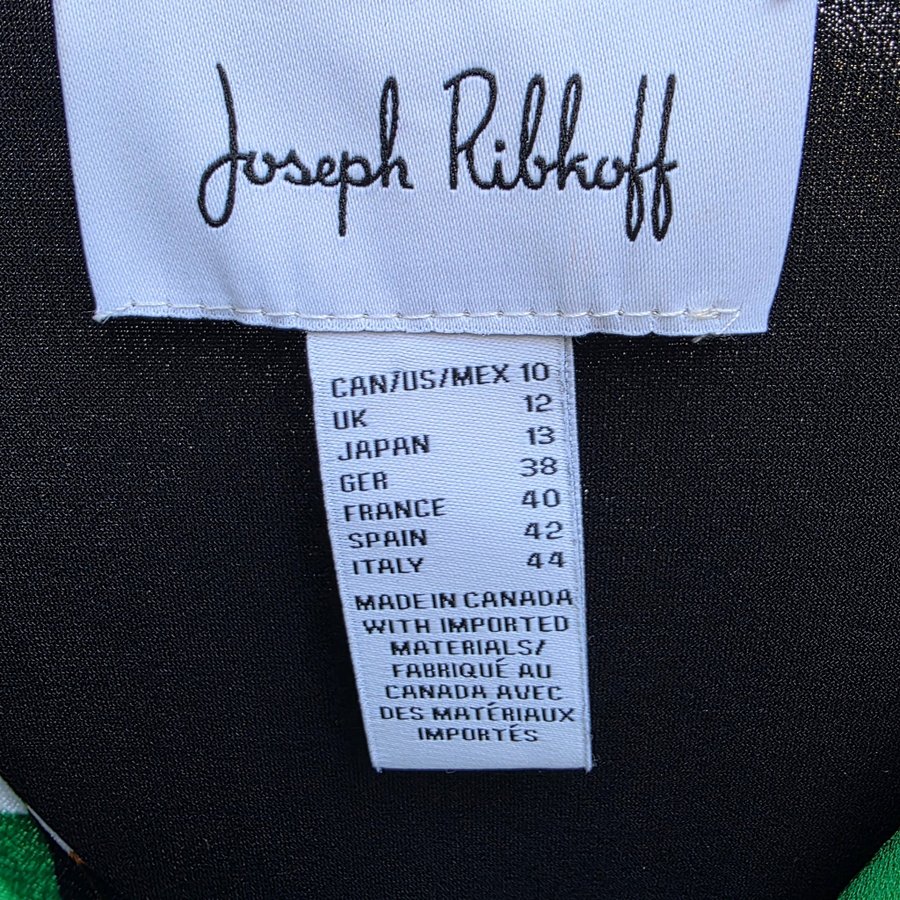 Joseph Ribkoff
CAN/US/MEX 10
UK 12
JAPAN 13
GER 38
FRANCE 40
SPAIN 42
ITALY 44
MADE IN CANADA
WITH IMPORTED
MATERIALS/
FABRIQUÉ AU
CANADA AVEC
DES MATÉRIAUX
IMPORTÉS